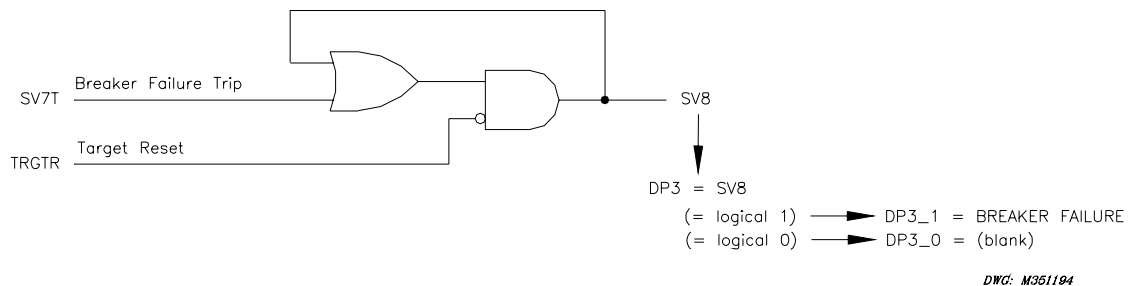 Breaker Failure Trip
SV7T
SV8
Target Reset
TRGTR
DP3 = SV8
(= logical 1) DP3_1 = BREAKER FAILURE
(= logical 0) DP3_0 = (blank)
DWG: M351194